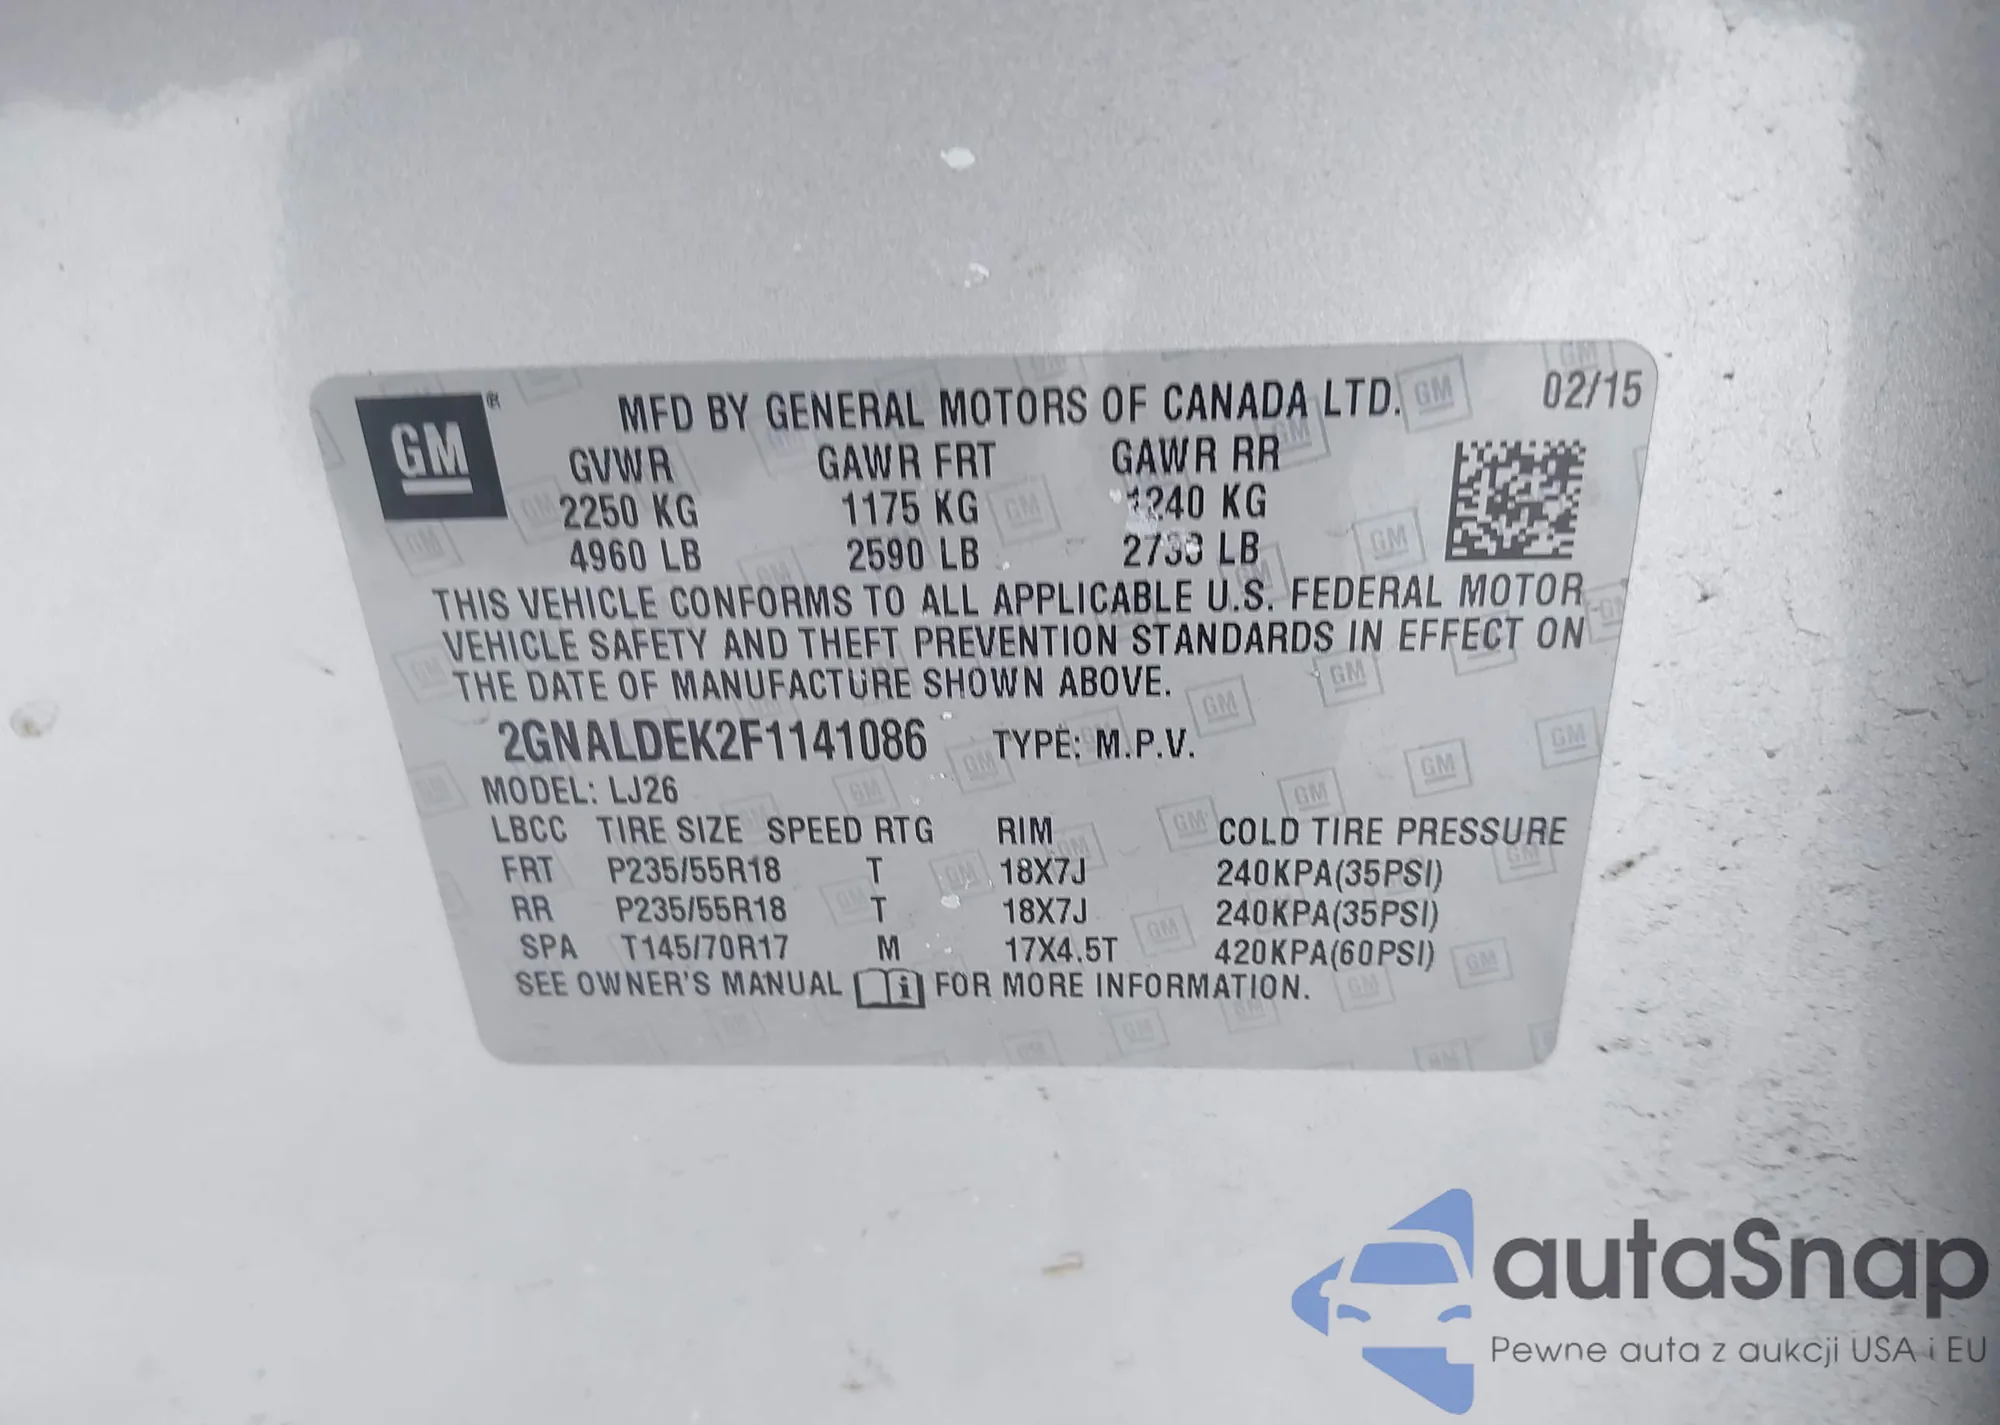 GM® MFD BY GENERAL MOTORS OF CANADA LTD. 02/15
GVWR GAWR FRT GAWR RR
2250 KG 1175 KG 1240 KG
4960 LB 2590 LB LB
THIS VEHICLE CONFORMS TO ALL APPLICABLE U.S. FEDERAL MOTOR
VEHICLE SAFETY AND THEFT PREVENTION STANDARDS IN EFFECT ON
THE DATE OF MANUFACTURE SHOWN ABOVE.
2GNALDEK2F1141086 TYPE: M.P.V.
MODEL: LJ26
LBCC TIRE SIZE SPEED RTG RIM COLD TIRE PRESSURE
FRT P235/55R18 T 18X7J 240KPA(35PSI)
RR P235/55R18 T 18X7J 240KPA(35PSI)
SPA T145/70R17 M 17X4.5T 420KPA(60PSI)
SEE OWNER'S MANUAL i FOR MORE INFORMATION.
autaSnap
Pewne auta z aukcji USA i EU